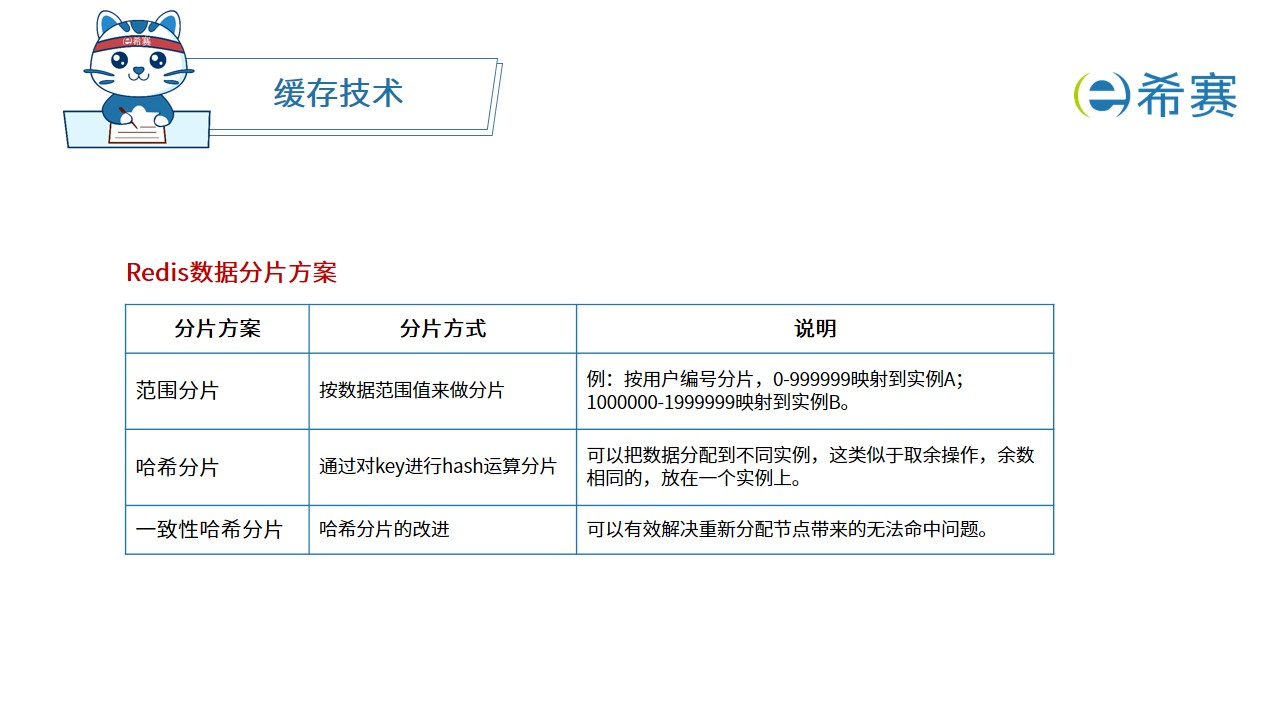 希赛
缓存技术
希赛
Redis数据分片方案
分片方案 分片方式 说明
范围分片 按数据范围值来做分片 例：按用户编号分片，0-999999映射到实例A；
1000000-1999999映射到实例B。
哈希分片 通过对key进行hash运算分片 可以把数据分配到不同实例，这类似于取余操作，余数
相同的，放在一个实例上。
一致性哈希分片 哈希分片的改进 可以有效解决重新分配节点带来的无法命中问题。